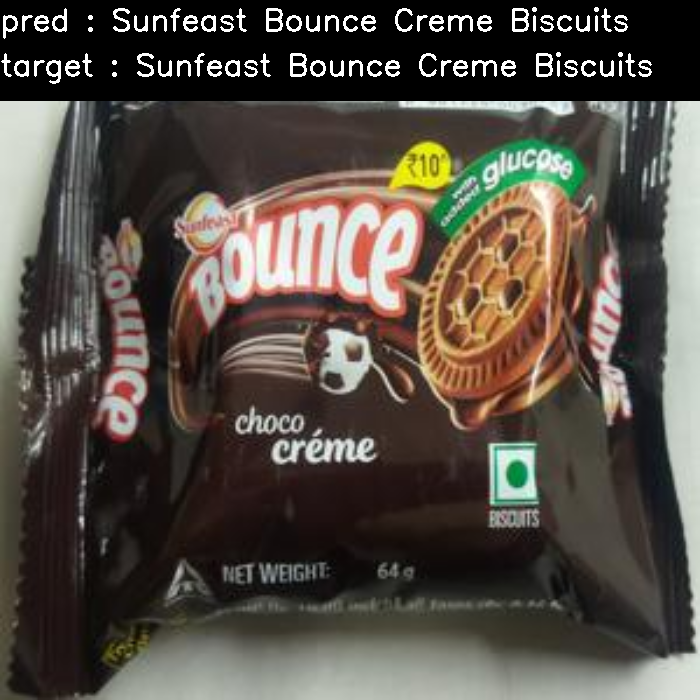 pred : Sunfeast Bounce Creme Biscuits
target : Sunfeast Bounce Creme Biscuits
₹10
with added glucose
Sunfeast
Bounce
Bounce
Bounce
choco
créme
BISCUITS
NET WEIGHT: 64 g